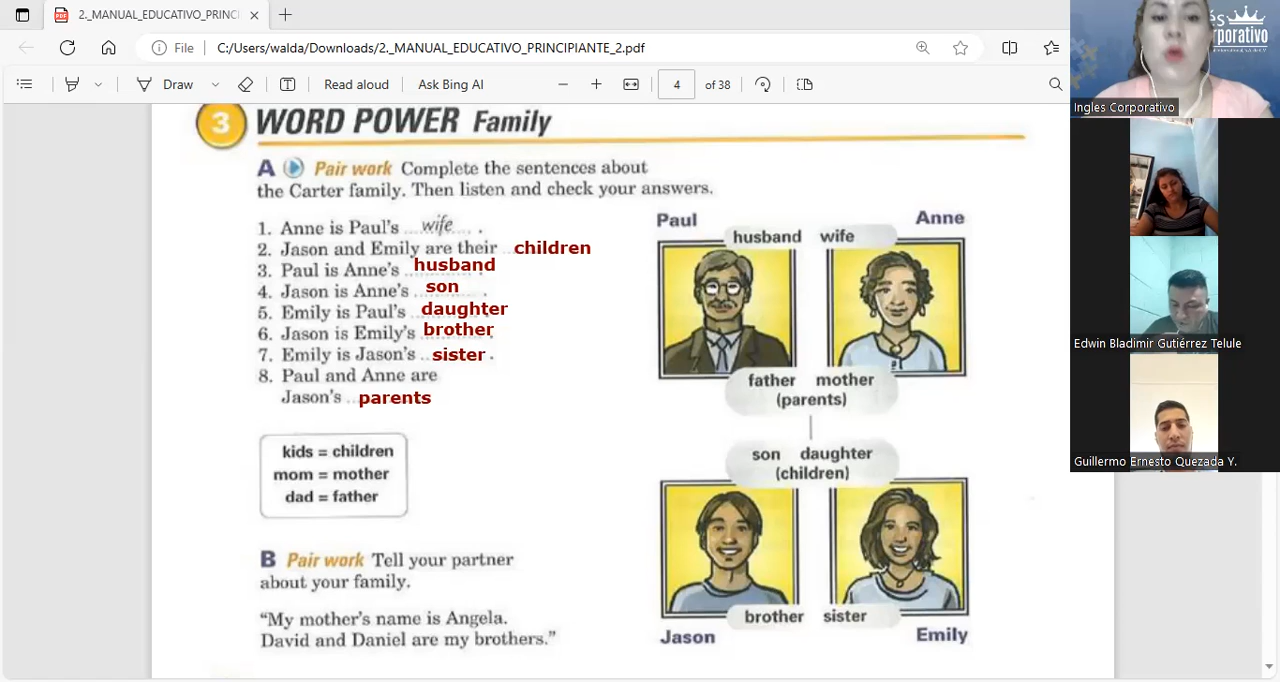 2._MANUAL_EDUCATIVO_PRINCI
File
C:/Users/walda/Downloads/2._MANUAL_EDUCATIVO_PRINCIPIANTE_2.pdf
Draw
Read aloud
Ask Bing AI
4
of 38
3 WORD POWER Family
A Pair work Complete the sentences about
the Carter family. Then listen and check your answers.
1. Anne is Paul's ...wife... .
2. Jason and Emily are their children
3. Paul is Anne's husband
4. Jason is Anne's son .
5. Emily is Paul's daughter
6. Jason is Emily's brother .
7. Emily is Jason's sister .
8. Paul and Anne are
Jason's parents
kids = children
mom = mother
dad = father
B Pair work Tell your partner
about your family.
"My mother's name is Angela.
David and Daniel are my brothers."
Paul
Anne
husband wife
father mother
(parents)
son daughter
(children)
brother sister
Jason
Emily
és
rporativo
Ingles Corporativo
Edwin Bladimir Gutiérrez Telule
Guillermo Ernesto Quezada Y.